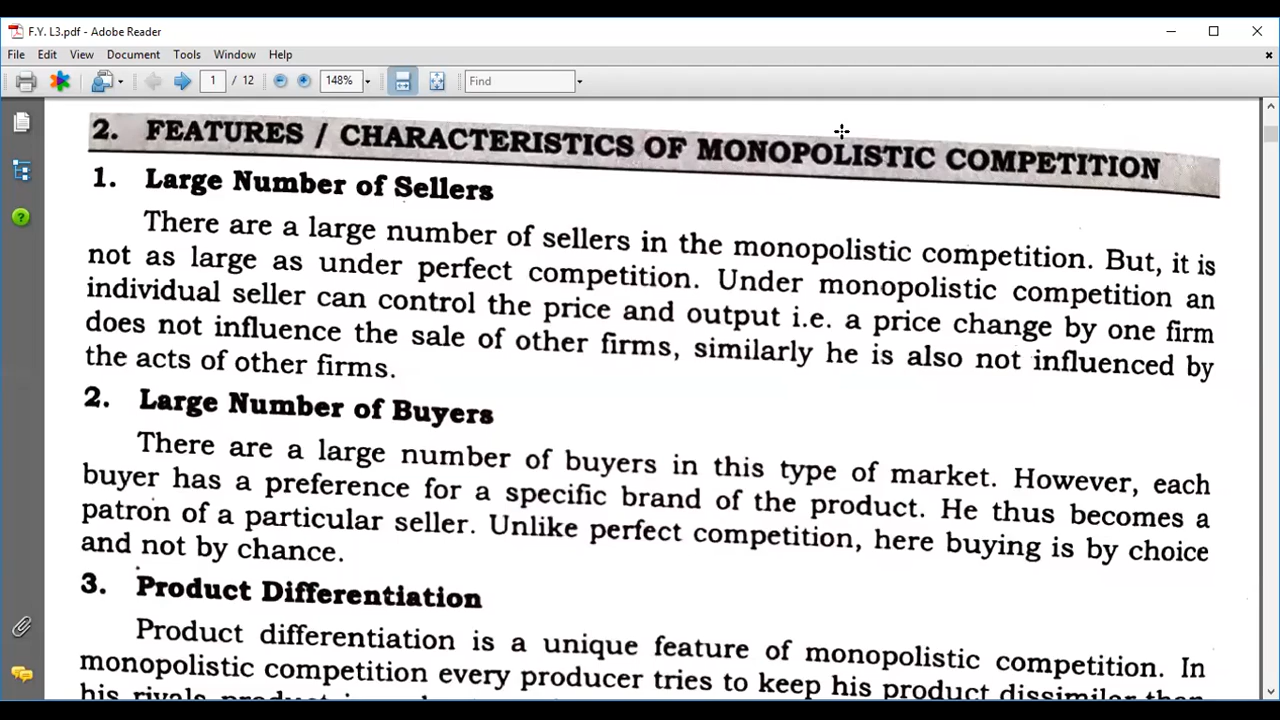 F.Y. L3.pdf - Adobe Reader
File Edit View Document Tools Window Help
1 / 12 148% Find
2. FEATURES / CHARACTERISTICS OF MONOPOLISTIC COMPETITION
1. Large Number of Sellers
There are a large number of sellers in the monopolistic competition. But, it is
not as large as under perfect competition. Under monopolistic competition an
individual seller can control the price and output i.e. a price change by one firm
does not influence the sale of other firms, similarly he is also not influenced by
the acts of other firms.
2. Large Number of Buyers
There are a large number of buyers in this type of market. However, each
buyer has a preference for a specific brand of the product. He thus becomes a
patron of a particular seller. Unlike perfect competition, here buying is by choice
and not by chance.
3. Product Differentiation
Product differentiation is a unique feature of monopolistic competition. In
monopolistic competition every producer tries to keep his product dissimilar than
his rivals product